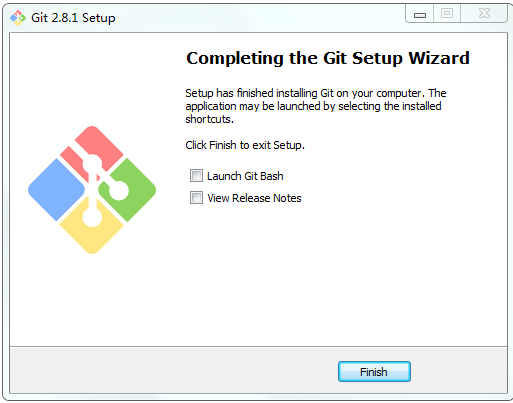 Git 2.8.1 Setup
Completing the Git Setup Wizard
Setup has finished installing Git on your computer. The
application may be launched by selecting the installed
shortcuts.
Click Finish to exit Setup.
Launch Git Bash
View Release Notes
Finish